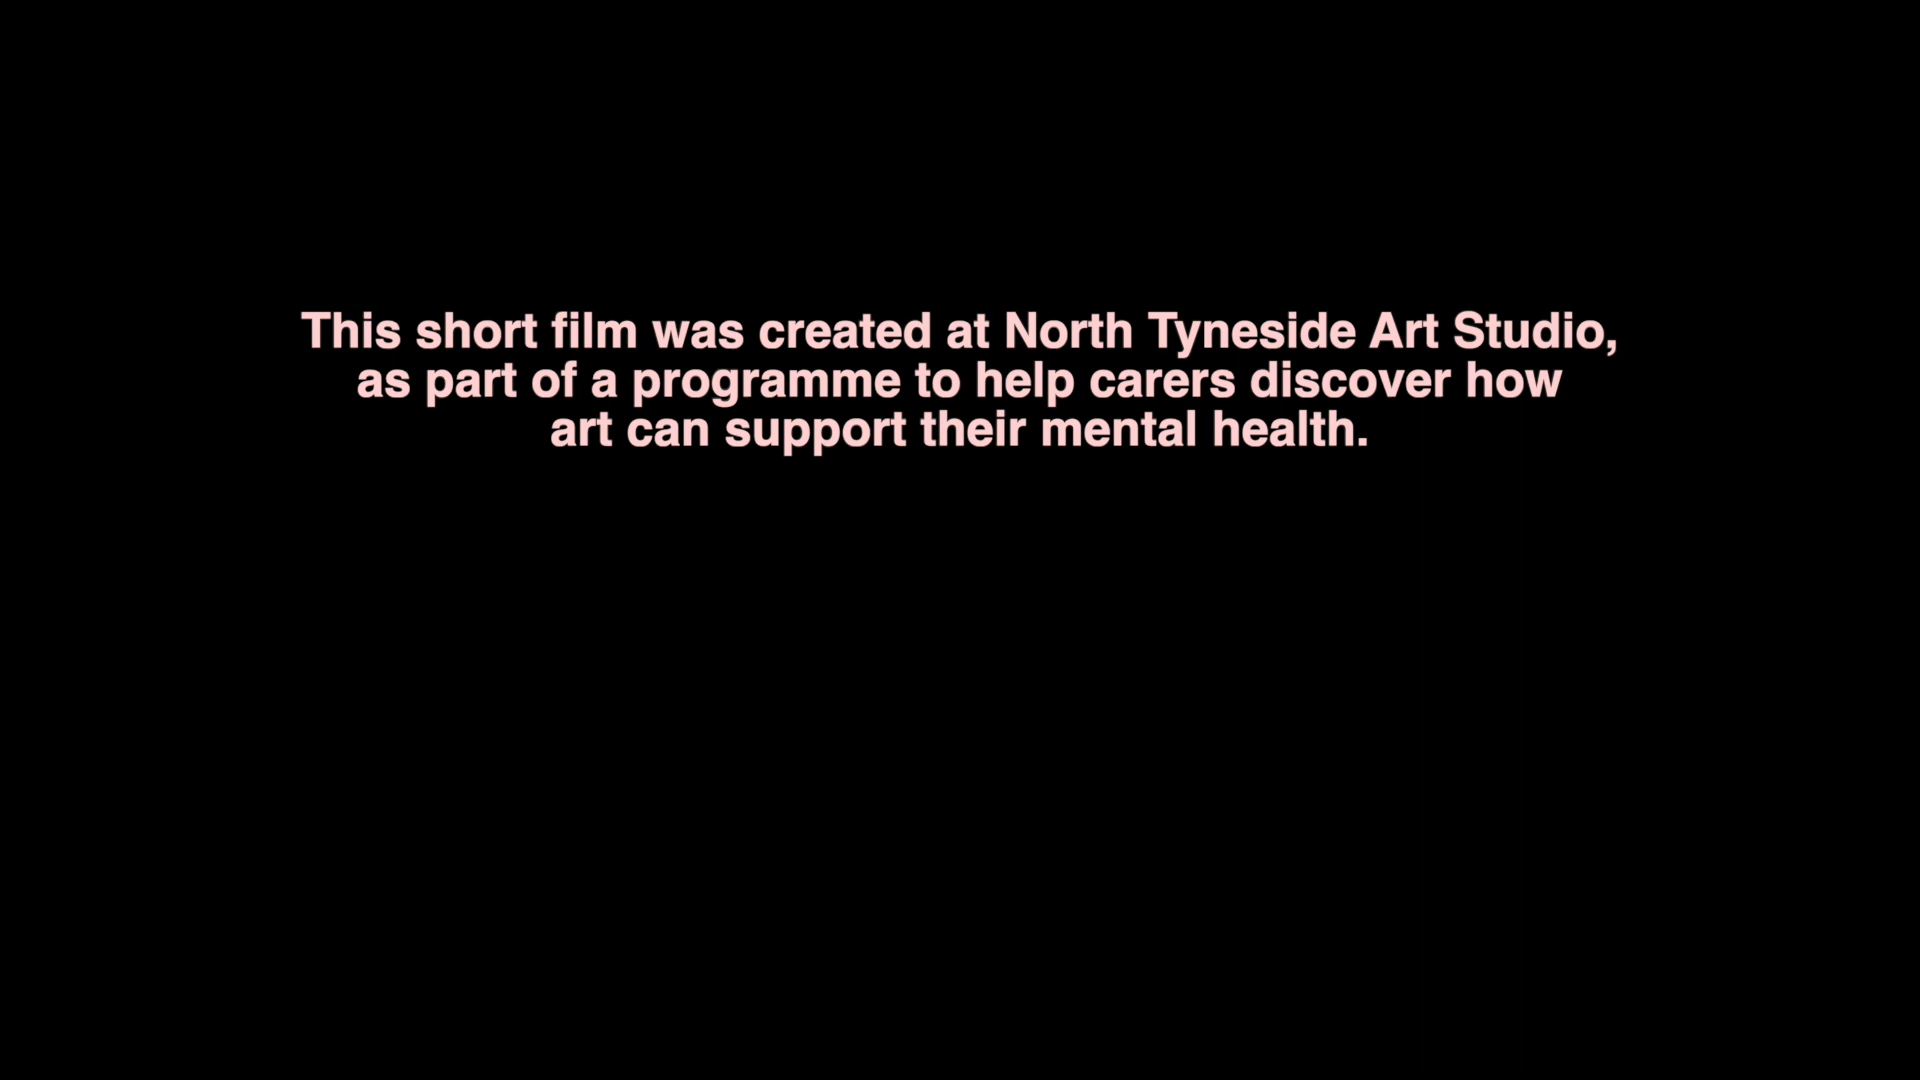 This short film was created at North Tyneside Art Studio,
as part of a programme to help carers discover how
art can support their mental health.